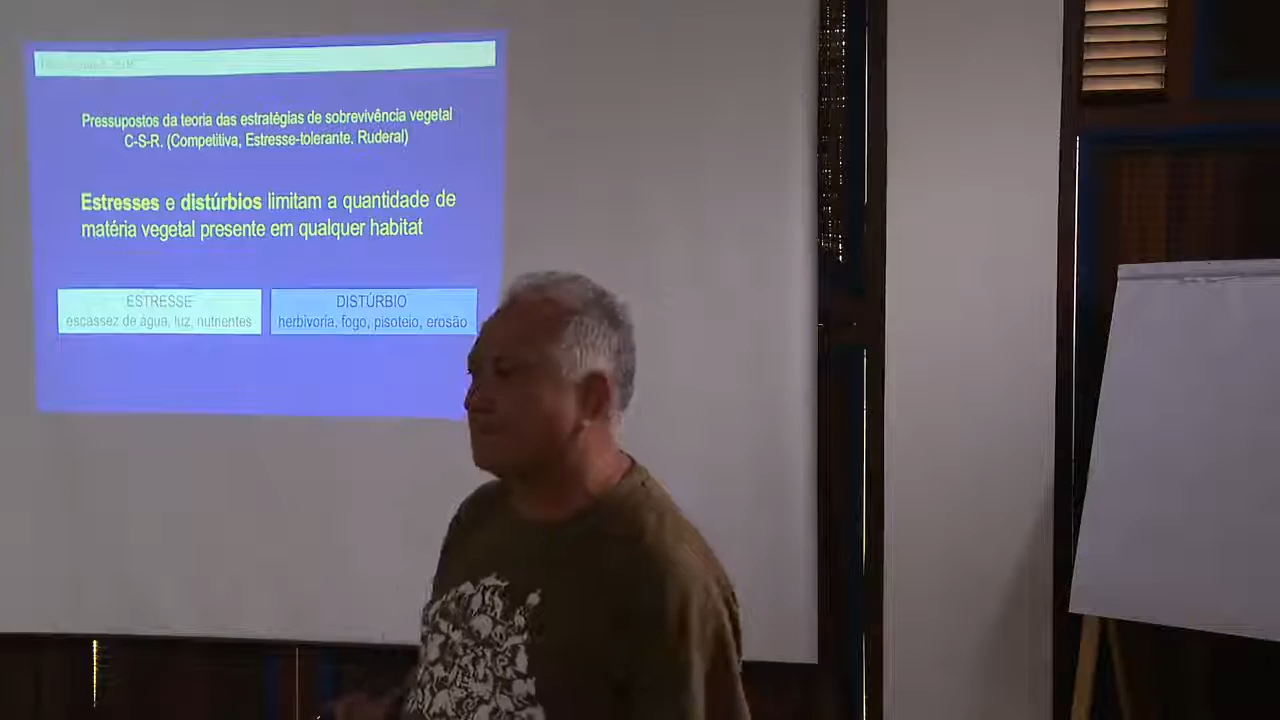 Pressupostos da teoria das estratégias de sobrevivência vegetal
C-S-R. (Competitiva, Estresse-tolerante. Ruderal)
Estresses e distúrbios limitam a quantidade de
matéria vegetal presente em qualquer habitat
ESTRESSE
escassez de água, luz, nutrientes
DISTÚRBIO
herbivoria, fogo, pisoteio, erosão